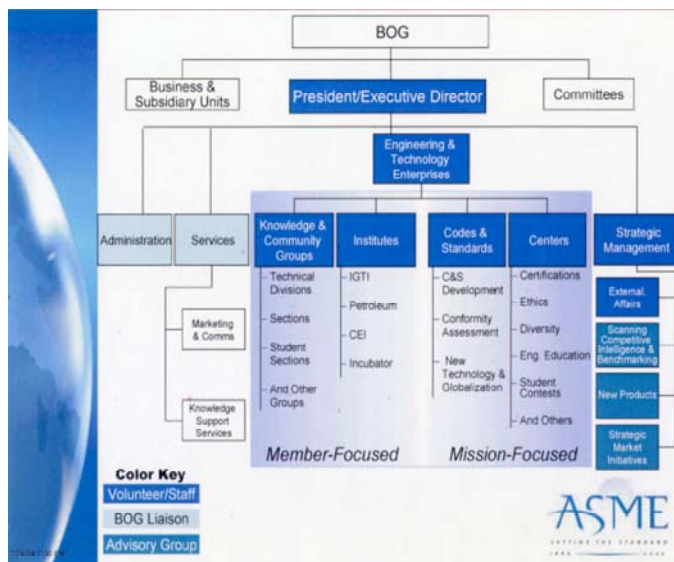 BOG
Business &
Subsidiary Units
President/Executive Director
Committees
Engineering &
Technology
Enterprises
Administration
Services
Knowledge &
Community
Groups
Institutes
Codes &
Standards
Centers
Strategic
Management
Marketing
& Comms
Knowledge
Support
Services
Technical
Divisions
Sections
Student
Sections
And Other
Groups
IGTI
Petroleum
CEI
Incubator
C&S
Development
Conformity
Assessment
New
Technology &
Globalization
Certifications
Ethics
Diversity
Eng. Education
Student
Contests
And Others
External.
Affairs
Scanning
Competitive
Intelligence &
Benchmarking
New Products
Strategic
Market
Initiatives
Member-Focused
Mission-Focused
Color Key
Volunteer/Staff
BOG Liaison
Advisory Group
ASME
SETTING THE STANDARD